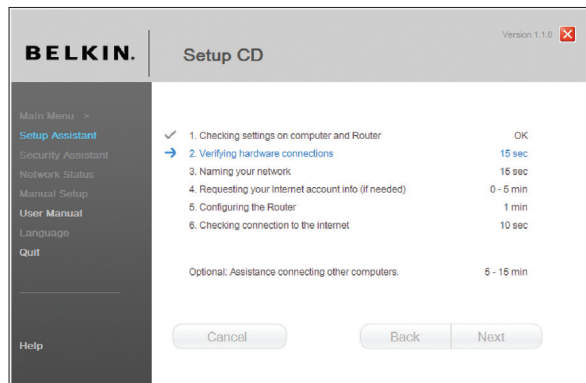 Version 1.1.0
BELKIN.
Setup CD
Main Menu >
Setup Assistant
Security Assistant
Network Status
Manual Setup
User Manual
Language
Quit
Help
1. Checking settings on computer and Router OK
2. Verifying hardware connections 15 sec
3. Naming your network 15 sec
4. Requesting your Internet account info (if needed) 0 - 5 min
5. Configuring the Router 1 min
6. Checking connection to the internet 10 sec
Optional: Assistance connecting other computers. 5 - 15 min
Cancel Back Next